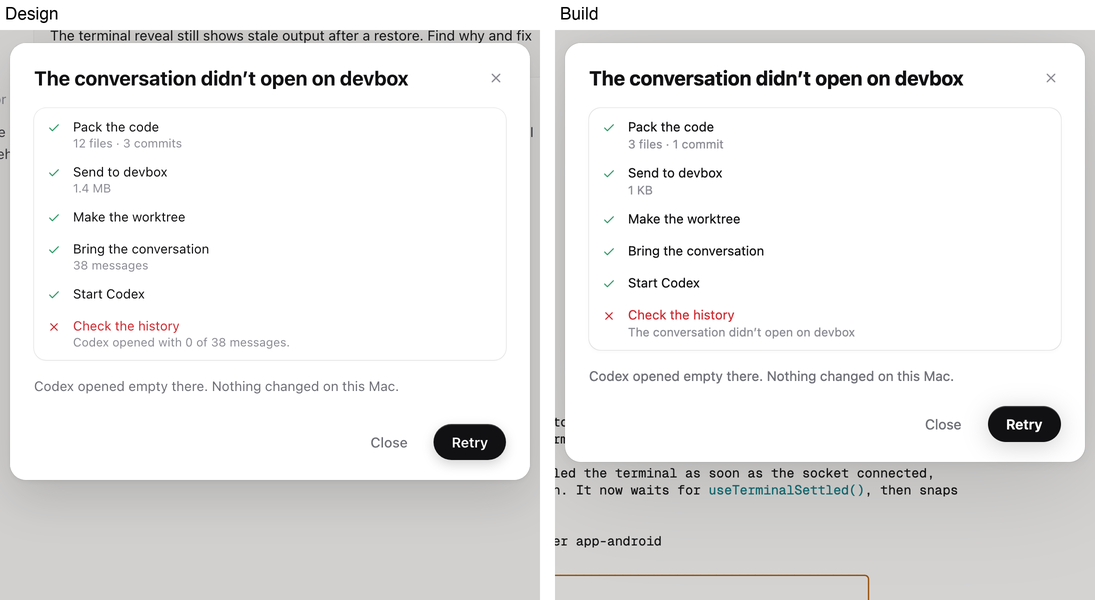 Design
The terminal reveal still shows stale output after a restore. Find why and fix
The conversation didn’t open on devbox
Pack the code
12 files · 3 commits
Send to devbox
1.4 MB
Make the worktree
Bring the conversation
38 messages
Start Codex
Check the history
Codex opened with 0 of 38 messages.
Codex opened empty there. Nothing changed on this Mac.
Close
Retry
Build
The conversation didn’t open on devbox
Pack the code
3 files · 1 commit
Send to devbox
1 KB
Make the worktree
Bring the conversation
Start Codex
Check the history
The conversation didn’t open on devbox
Codex opened empty there. Nothing changed on this Mac.
Close
Retry
the terminal as soon as the socket connected,
It now waits for useTerminalSettled(), then snaps
app-android